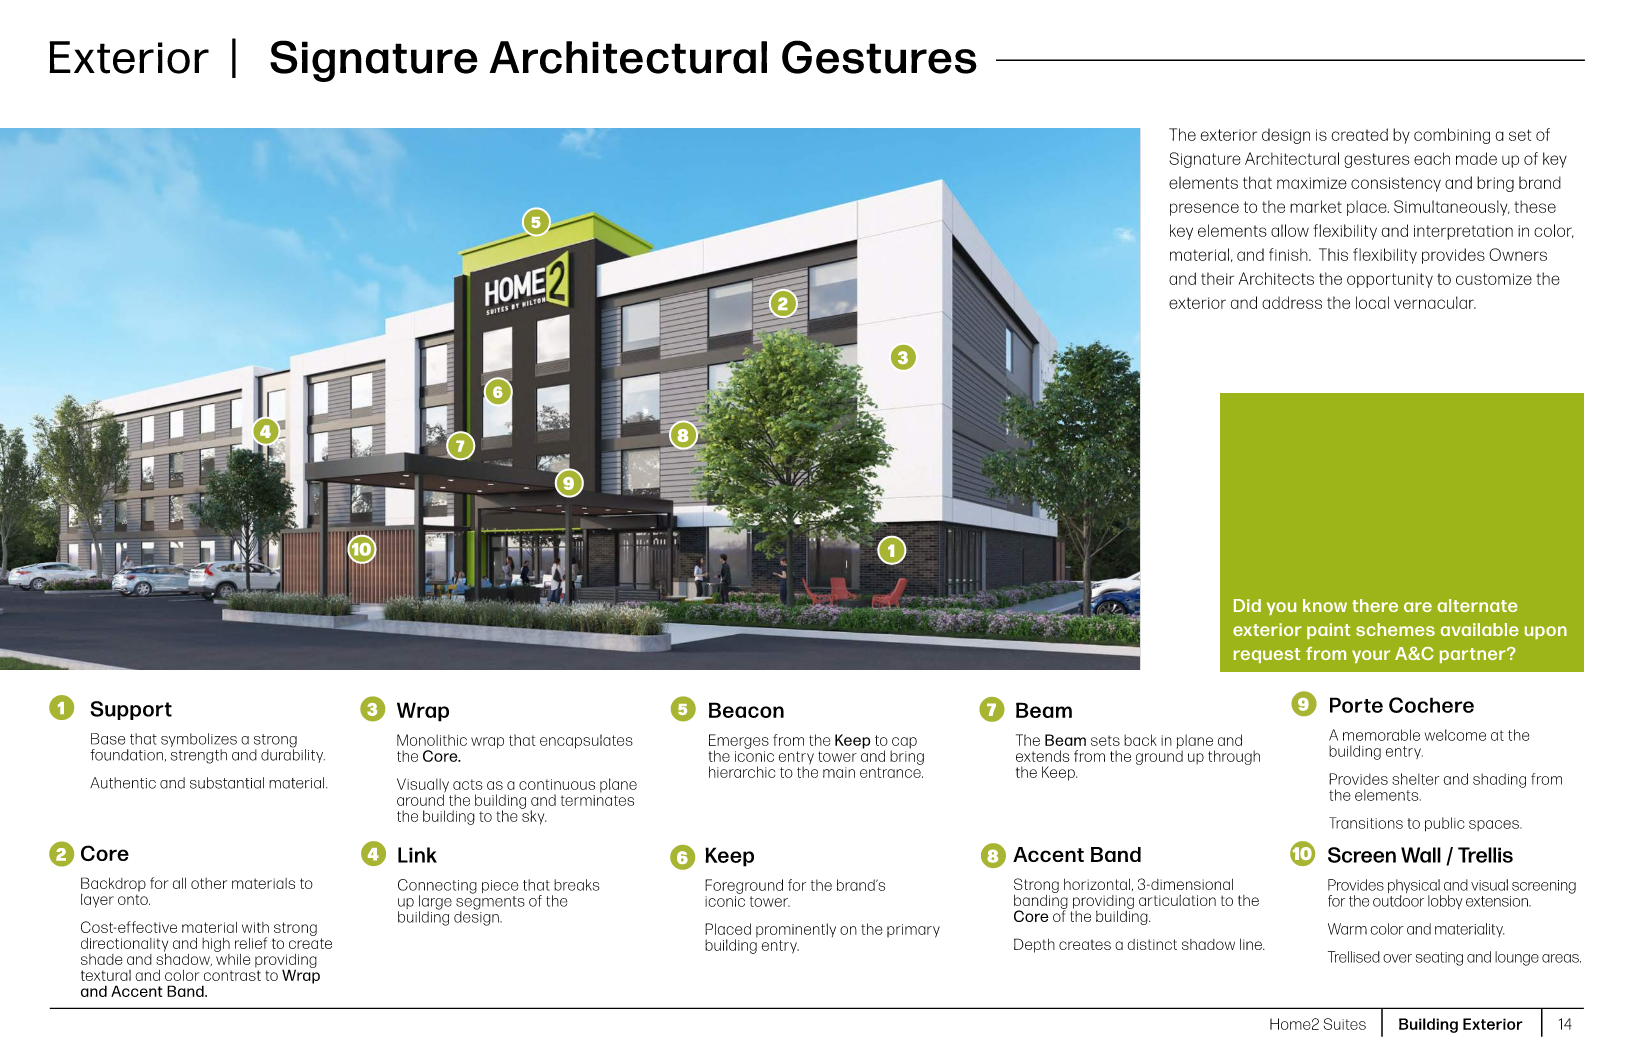 Exterior | Signature Architectural Gestures
The exterior design is created by combining a set of
Signature Architectural gestures each made up of key
elements that maximize consistency and bring brand
presence to the market place. Simultaneously, these
key elements allow flexibility and interpretation in color,
material, and finish. This flexibility provides Owners
and their Architects the opportunity to customize the
exterior and address the local vernacular.
5
HOME2
SUITES BY HILTON
2
3
6
4
8
7
9
10
1
Did you know there are alternate
exterior paint schemes available upon
request from your A&C partner?
1 Support
Base that symbolizes a strong
foundation, strength and durability.
Authentic and substantial material.
2 Core
Backdrop for all other materials to
layer onto.
Cost-effective material with strong
directionality and high relief to create
shade and shadow, while providing
textural and color contrast to Wrap
and Accent Band.
3 Wrap
Monolithic wrap that encapsulates
the Core.
Visually acts as a continuous plane
around the building and terminates
the building to the sky.
4 Link
Connecting piece that breaks
up large segments of the
building design.
5 Beacon
Emerges from the Keep to cap
the iconic entry tower and bring
hierarchic to the main entrance.
6 Keep
Foreground for the brand's
iconic tower.
Placed prominently on the primary
building entry.
7 Beam
The Beam sets back in plane and
extends from the ground up through
the Keep.
8 Accent Band
Strong horizontal, 3-dimensional
banding providing articulation to the
Core of the building.
Depth creates a distinct shadow line.
9 Porte Cochere
A memorable welcome at the
building entry.
Provides shelter and shading from
the elements.
Transitions to public spaces.
10 Screen Wall / Trellis
Provides physical and visual screening
for the outdoor lobby extension.
Warm color and materiality.
Trellised over seating and lounge areas.
Home2 Suites | Building Exterior | 14